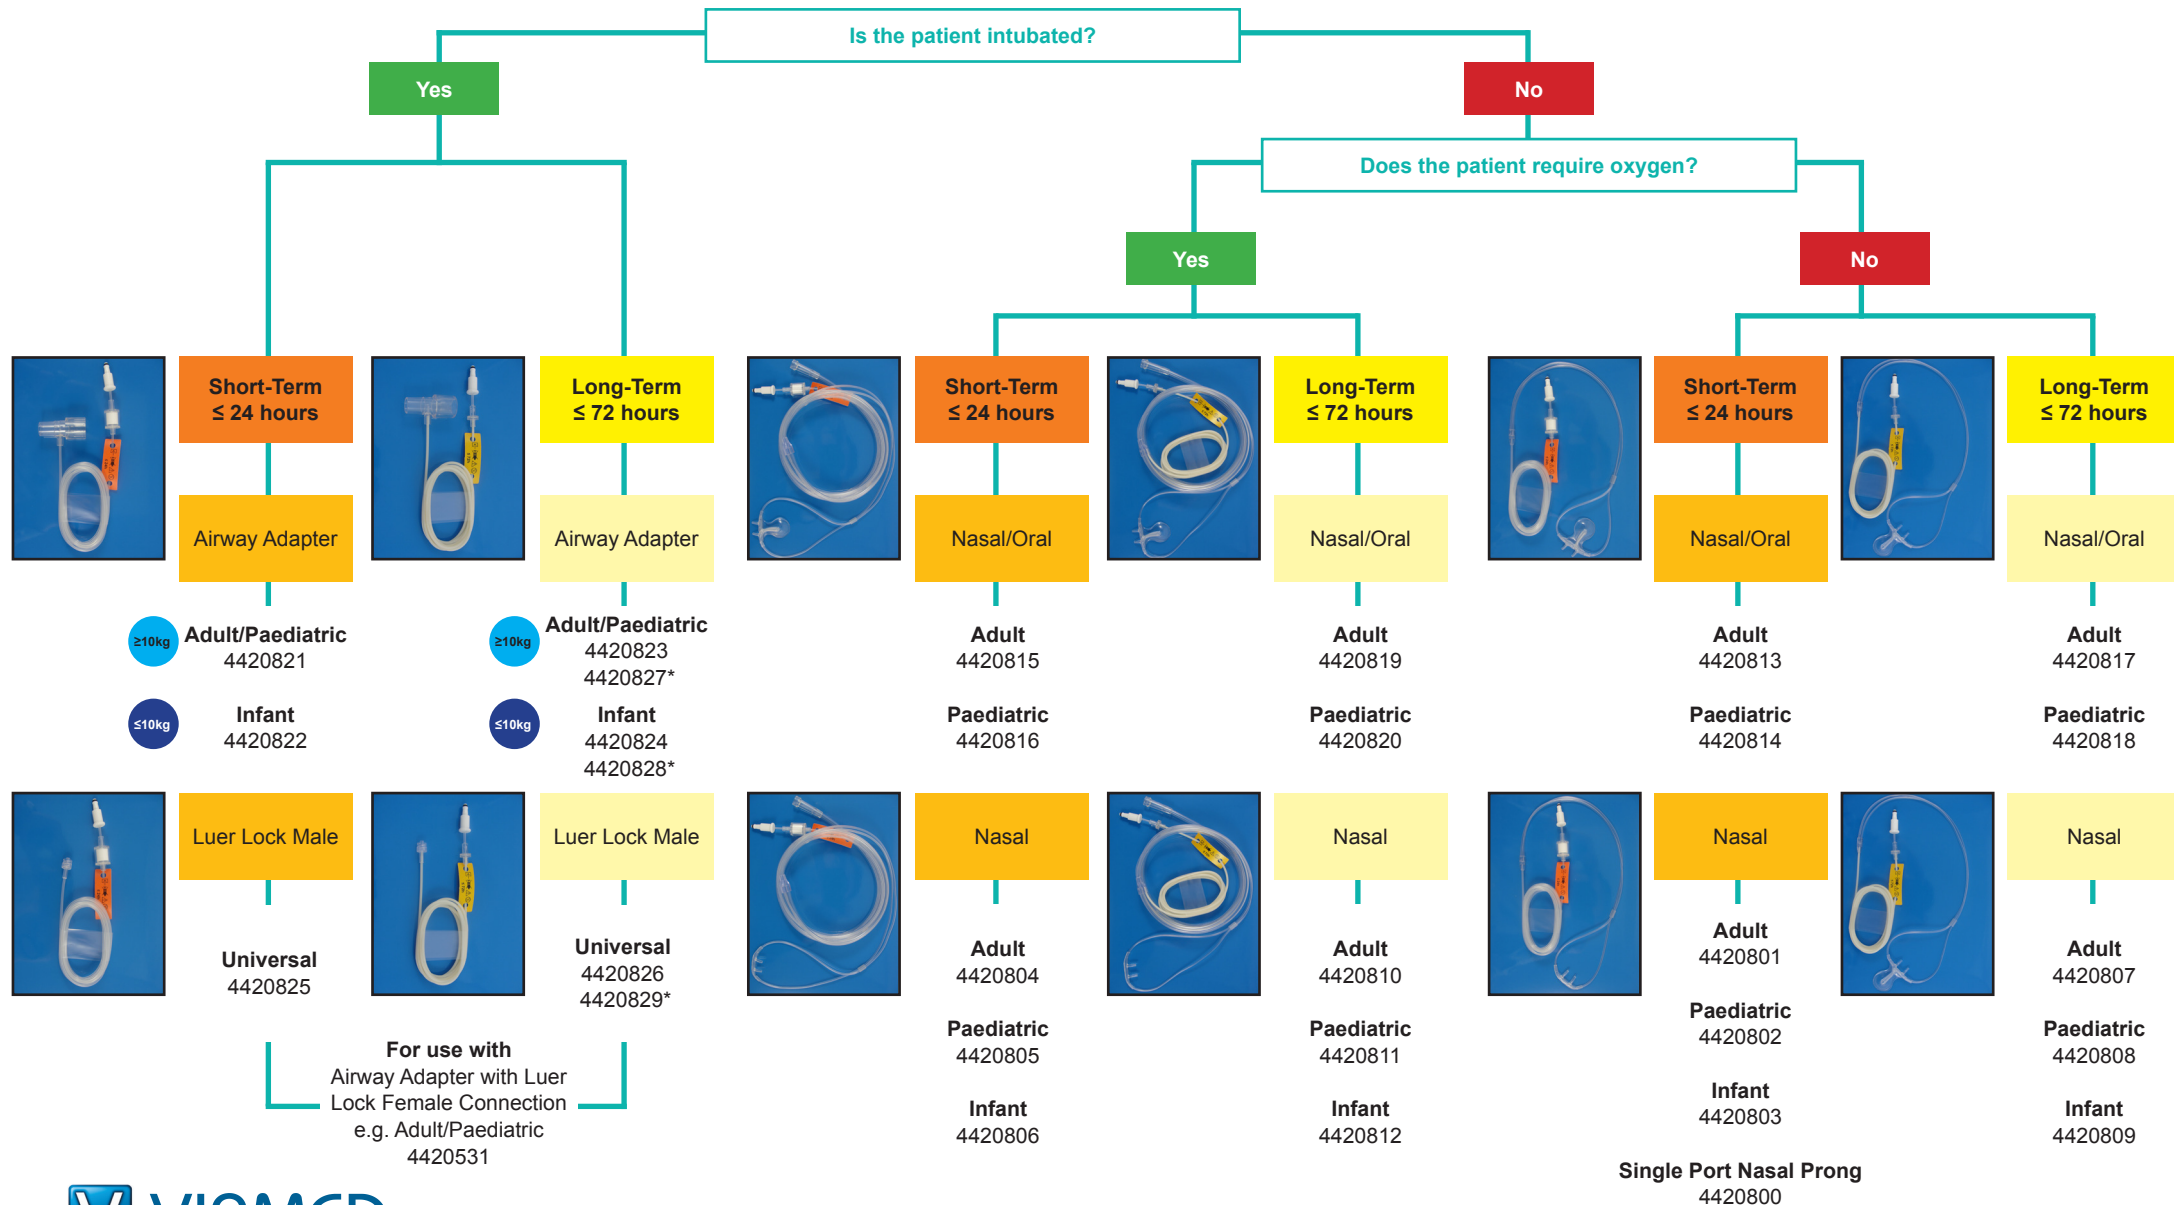 Is the patient intubated?
Yes
No
Does the patient require oxygen?
Yes
No
Short-Term
≤ 24 hours
Long-Term
≤ 72 hours
Short-Term
≤ 24 hours
Long-Term
≤ 72 hours
Short-Term
≤ 24 hours
Long-Term
≤ 72 hours
Airway Adapter
Airway Adapter
Nasal/Oral
Nasal/Oral
Nasal/Oral
Nasal/Oral
≥10kg
Adult/Paediatric
4420821
≤10kg
Infant
4420822
≥10kg
Adult/Paediatric
4420823
4420827*
≤10kg
Infant
4420824
4420828*
Adult
4420815
Paediatric
4420816
Adult
4420819
Paediatric
4420820
Adult
4420813
Paediatric
4420814
Adult
4420817
Paediatric
4420818
Luer Lock Male
Luer Lock Male
Nasal
Nasal
Nasal
Nasal
Universal
4420825
Universal
4420826
4420829*
For use with
Airway Adapter with Luer
Lock Female Connection
e.g. Adult/Paediatric
4420531
Adult
4420804
Paediatric
4420805
Infant
4420806
Adult
4420810
Paediatric
4420811
Infant
4420812
Adult
4420801
Paediatric
4420802
Infant
4420803
Single Port Nasal Prong
4420800
Adult
4420807
Paediatric
4420808
Infant
4420809
VIAMED